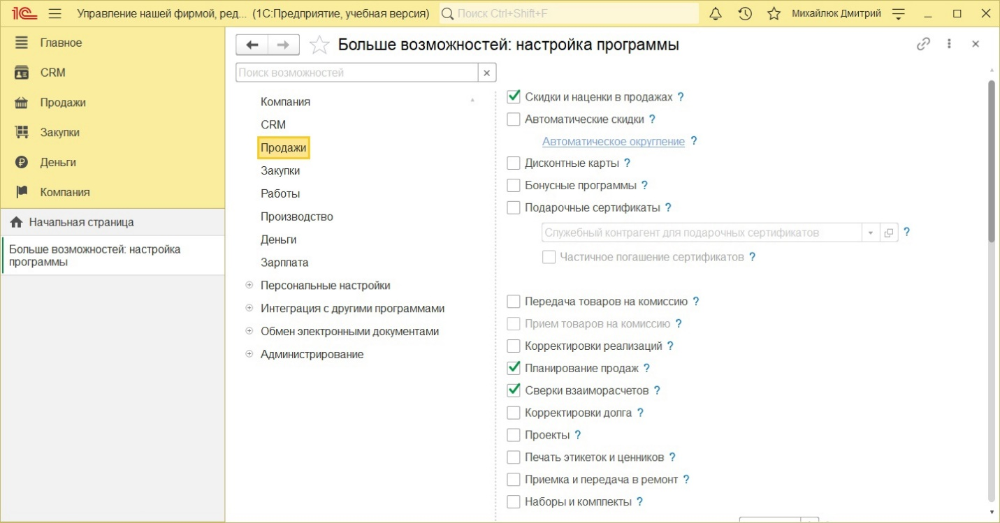 1С Управление нашей фирмой, ред... (1С:Предприятие, учебная версия) Поиск Ctrl+Shift+F Михайлюк Дмитрий
Главное
CRM
Продажи
Закупки
Деньги
Компания
Начальная страница
Больше возможностей: настройка
программы
Больше возможностей: настройка программы
Поиск возможностей
Компания
CRM
Продажи
Закупки
Работы
Производство
Деньги
Зарплата
Персональные настройки
Интеграция с другими программами
Обмен электронными документами
Администрирование
Скидки и наценки в продажах ?
Автоматические скидки ?
Автоматическое округление ?
Дисконтные карты ?
Бонусные программы ?
Подарочные сертификаты ?
Служебный контрагент для подарочных сертификатов ?
Частичное погашение сертификатов ?
Передача товаров на комиссию ?
Прием товаров на комиссию ?
Корректировки реализаций ?
Планирование продаж ?
Сверки взаиморасчетов ?
Корректировки долга ?
Проекты ?
Печать этикеток и ценников ?
Приемка и передача в ремонт ?
Наборы и комплекты ?